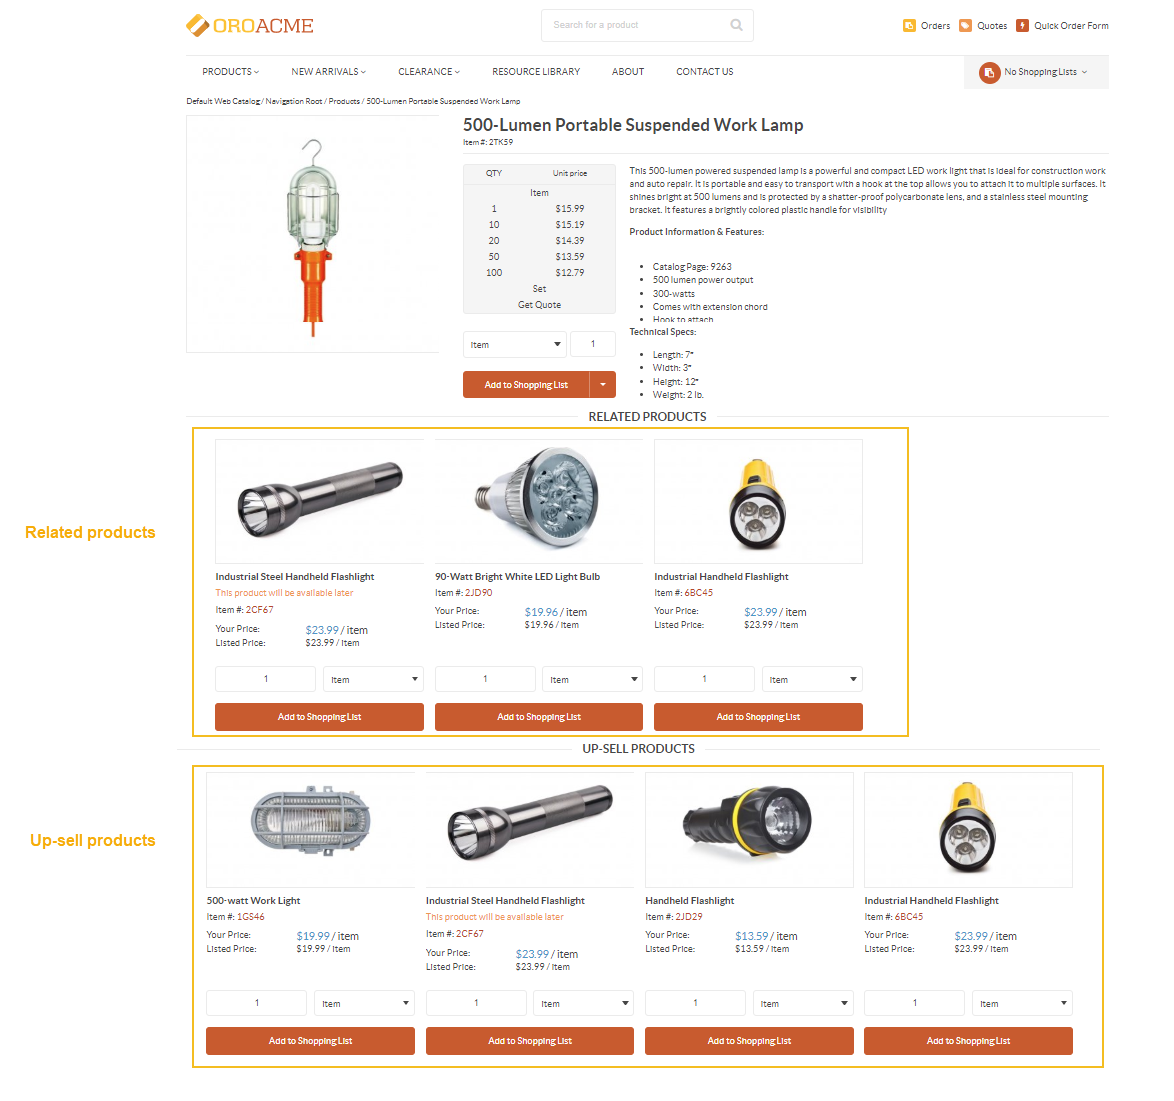 OROACME
Search for a product
Orders
Quotes
Quick Order Form
PRODUCTS
NEW ARRIVALS
CLEARANCE
RESOURCE LIBRARY
ABOUT
CONTACT US
No Shopping Lists
Default Web Catalog / Navigation Root / Products / 500-Lumen Portable Suspended Work Lamp
500-Lumen Portable Suspended Work Lamp
Item #: 2TK59
QTY Unit price
Item
1 $15.99
10 $15.19
20 $14.39
50 $13.59
100 $12.79
Set
Get Quote
Item 1
Add to Shopping List
This 500-lumen powered suspended lamp is a powerful and compact LED work light that is ideal for construction work
and auto repair. It is portable and easy to transport with a hook at the top allows you to attach it to multiple surfaces. It
shines bright at 500 lumens and is protected by a shatter-proof polycarbonate lens, and a stainless steel mounting
bracket. It features a brightly colored plastic handle for visibility
Product Information & Features:
• Catalog Page: 9263
• 500 lumen power output
• 300-watts
• Comes with extension chord
• Hook to attach
Technical Specs:
• Length: 7"
• Width: 3"
• Height: 12"
• Weight: 2 lb.
RELATED PRODUCTS
Related products
Industrial Steel Handheld Flashlight
This product will be available later
Item #: 2CF67
Your Price: $23.99 / item
Listed Price: $23.99 / item
1 Item
Add to Shopping List
90-Watt Bright White LED Light Bulb
Item #: 2JD90
Your Price: $19.96 / item
Listed Price: $19.96 / item
1 Item
Add to Shopping List
Industrial Handheld Flashlight
Item #: 6BC45
Your Price: $23.99 / item
Listed Price: $23.99 / item
1 Item
Add to Shopping List
UP-SELL PRODUCTS
Up-sell products
500-watt Work Light
Item #: 1GS46
Your Price: $19.99 / item
Listed Price: $19.99 / item
1 Item
Add to Shopping List
Industrial Steel Handheld Flashlight
This product will be available later
Item #: 2CF67
Your Price: $23.99 / item
Listed Price: $23.99 / item
1 Item
Add to Shopping List
Handheld Flashlight
Item #: 2JD29
Your Price: $13.59 / item
Listed Price: $13.59 / item
1 Item
Add to Shopping List
Industrial Handheld Flashlight
Item #: 6BC45
Your Price: $23.99 / item
Listed Price: $23.99 / item
1 Item
Add to Shopping List